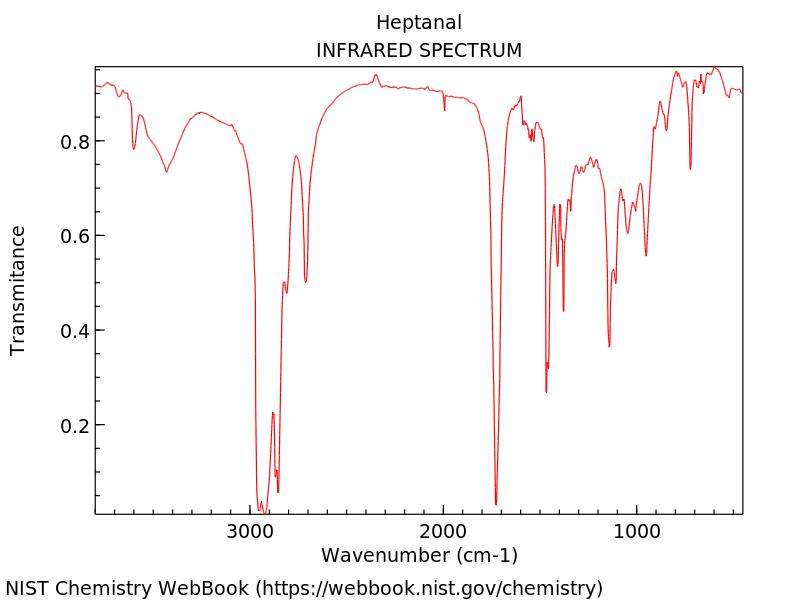 Heptanal
INFRARED SPECTRUM
0.8
0.6
0.4
0.2
Transmitance
3000 2000 1000
Wavenumber (cm-1)
NIST Chemistry WebBook (https://webbook.nist.gov/chemistry)